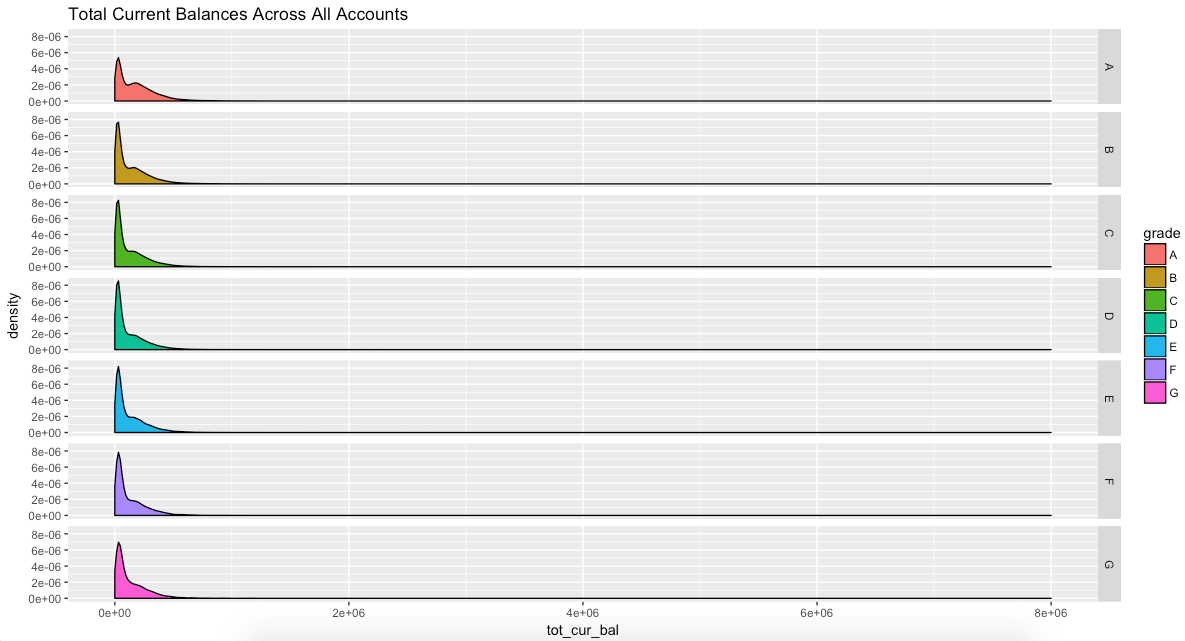 Total Current Balances Across All Accounts
8e-06
6e-06
4e-06
2e-06
0e+00
A
8e-06
6e-06
4e-06
2e-06
0e+00
B
8e-06
6e-06
4e-06
2e-06
0e+00
C
8e-06
6e-06
4e-06
2e-06
0e+00
D
8e-06
6e-06
4e-06
2e-06
0e+00
E
8e-06
6e-06
4e-06
2e-06
0e+00
F
8e-06
6e-06
4e-06
2e-06
0e+00
G
density
0e+00 2e+06 4e+06 6e+06 8e+06
tot_cur_bal
grade
A
B
C
D
E
F
G